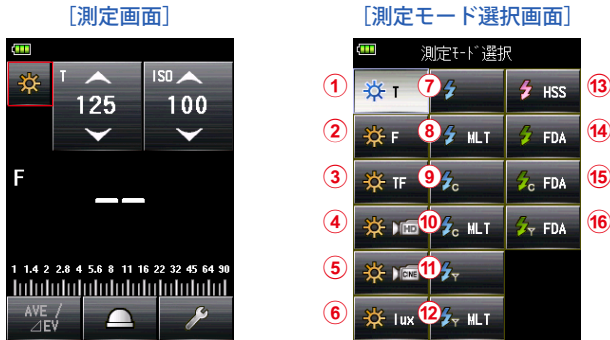 [測定画面]
T
ISO
125
100
F
--
1 1.4 2 2.8 4 5.6 8 11 16 22 32 45 64 90
AVE /
⊿EV
[測定モード選択画面]
測定ﾓｰﾄﾞ選択
① T ⑦ HSS ⑬
② F ⑧ MLT FDA ⑭
③ TF ⑨ C C FDA ⑮
④ HD ⑩ C MLT Y FDA ⑯
⑤ CINE ⑪ Y
⑥ lux ⑫ Y MLT